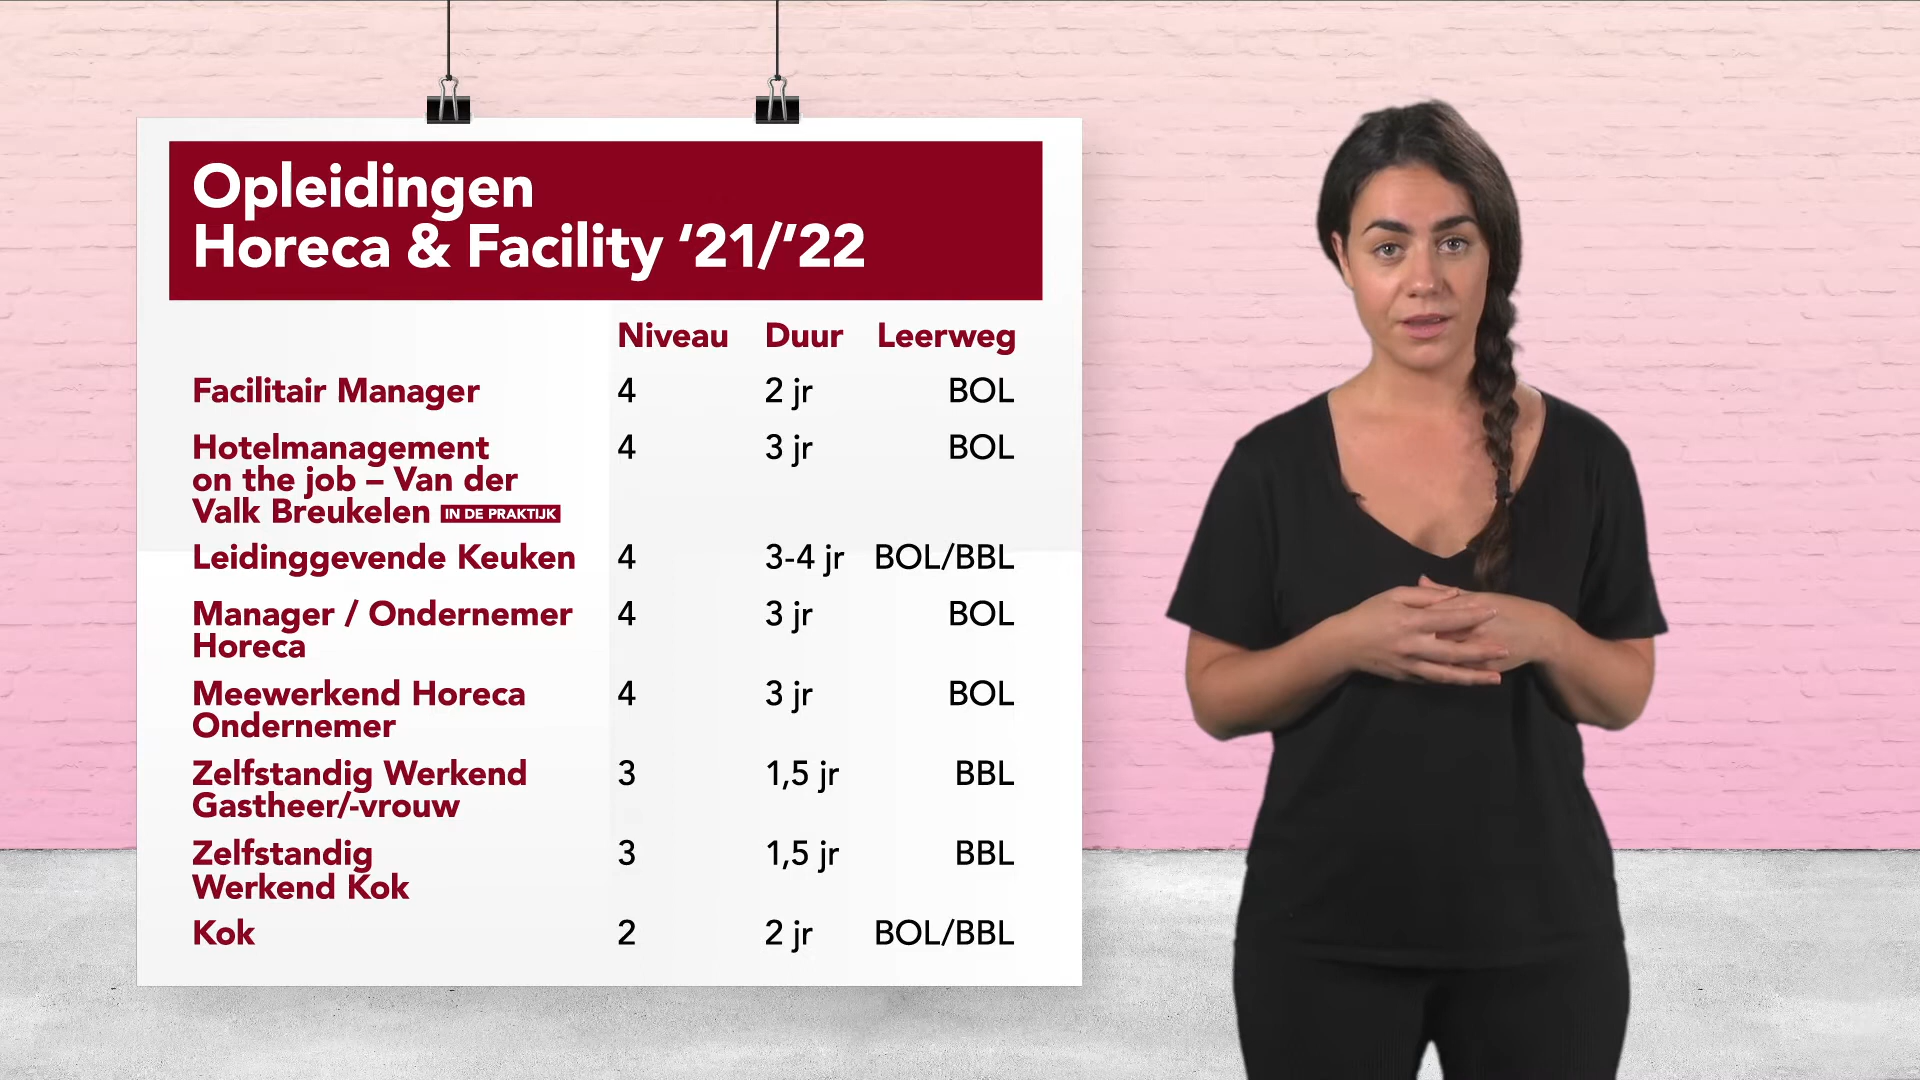 Opleidingen
Horeca & Facility ‘21/’22
Niveau Duur Leerweg
Facilitair Manager 4 2 jr BOL
Hotelmanagement 4 3 jr BOL
on the job – Van der
Valk Breukelen IN DE PRAKTIJK
Leidinggevende Keuken 4 3-4 jr BOL/BBL
Manager / Ondernemer 4 3 jr BOL
Horeca
Meewerkend Horeca 4 3 jr BOL
Ondernemer
Zelfstandig Werkend 3 1,5 jr BBL
Gastheer/-vrouw
Zelfstandig 3 1,5 jr BBL
Werkend Kok
Kok 2 2 jr BOL/BBL